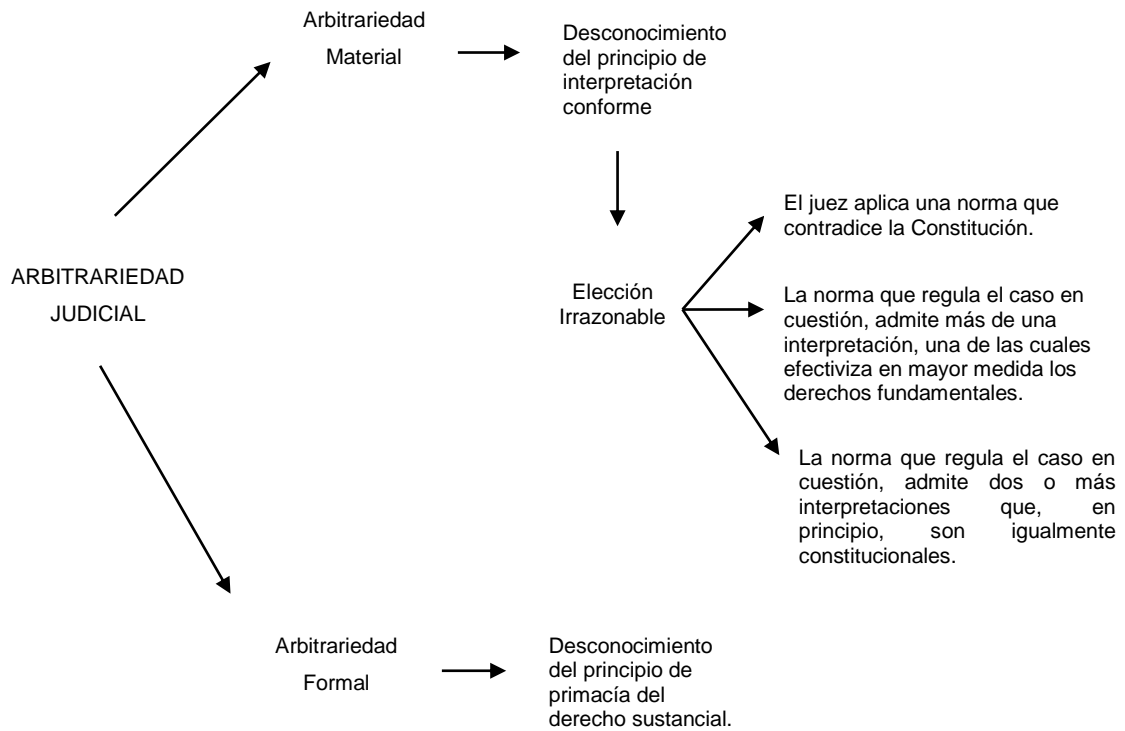 Arbitrariedad
Material
Desconocimiento
del principio de
interpretación
conforme
El juez aplica una norma que
contradice la Constitución.
ARBITRARIEDAD
JUDICIAL
Elección
Irrazonable
La norma que regula el caso en
cuestión, admite más de una
interpretación, una de las cuales
efectiviza en mayor medida los
derechos fundamentales.
La norma que regula el caso en
cuestión, admite dos o más
interpretaciones que, en
principio, son igualmente
constitucionales.
Arbitrariedad
Formal
Desconocimiento
del principio de
primacía del
derecho sustancial.